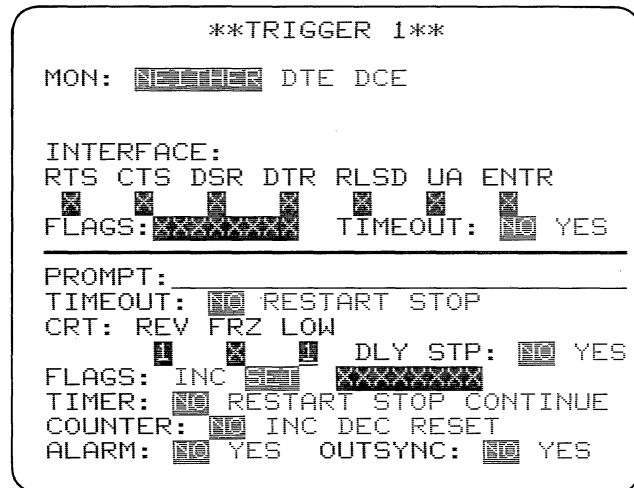 **TRIGGER 1**
MON: NEITHER DTE DCE
INTERFACE:
RTS CTS DSR DTR RLSD UA ENTR
X X X X X X X
FLAGS: XXXXXXXX TIMEOUT: NO YES
PROMPT:
TIMEOUT: NO RESTART STOP
CRT: REV FRZ LOW
1 X 1 DLY STP: NO YES
FLAGS: INC SET XXXXXXXX
TIMER: NO RESTART STOP CONTINUE
COUNTER: NO INC DEC RESET
ALARM: NO YES OUTSYNC: NO YES